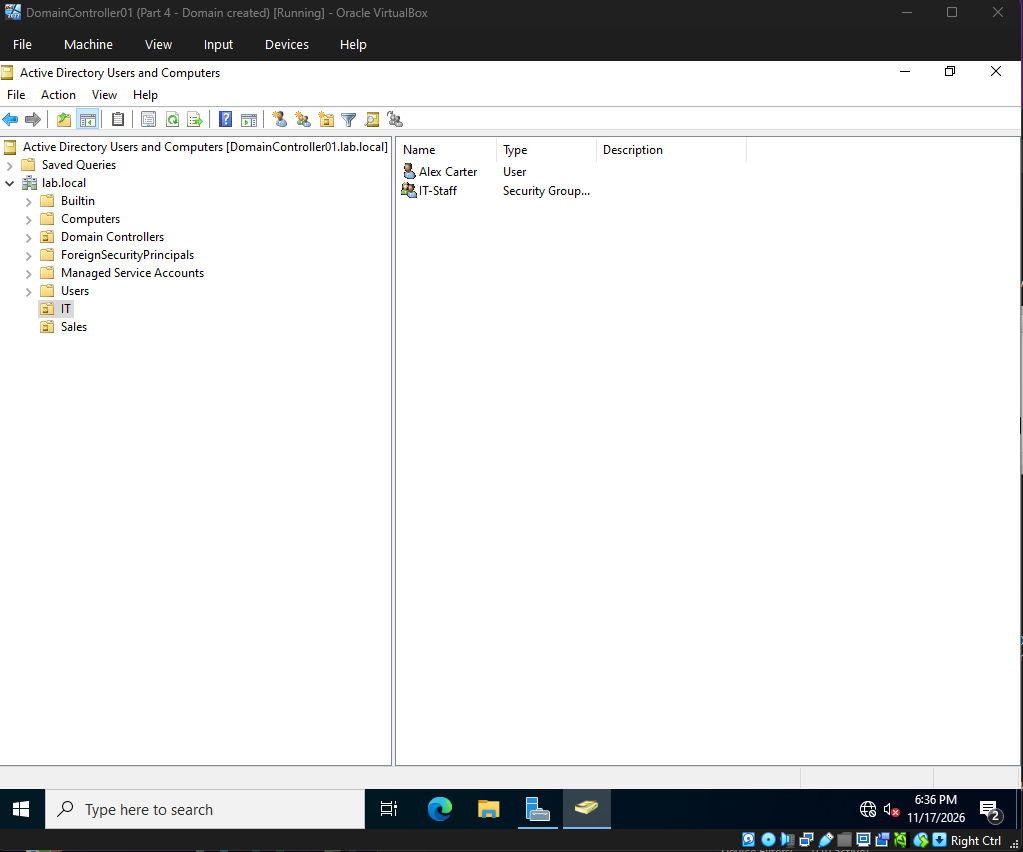 DomainController01 (Part 4 - Domain created) [Running] - Oracle VirtualBox
File Machine View Input Devices Help
Active Directory Users and Computers
File Action View Help
Active Directory Users and Computers [DomainController01.lab.local]
Saved Queries
lab.local
Builtin
Computers
Domain Controllers
ForeignSecurityPrincipals
Managed Service Accounts
Users
IT
Sales
Name Type Description
Alex Carter User
IT-Staff Security Group...
Type here to search
6:36 PM
11/17/2026
2
Right Ctrl